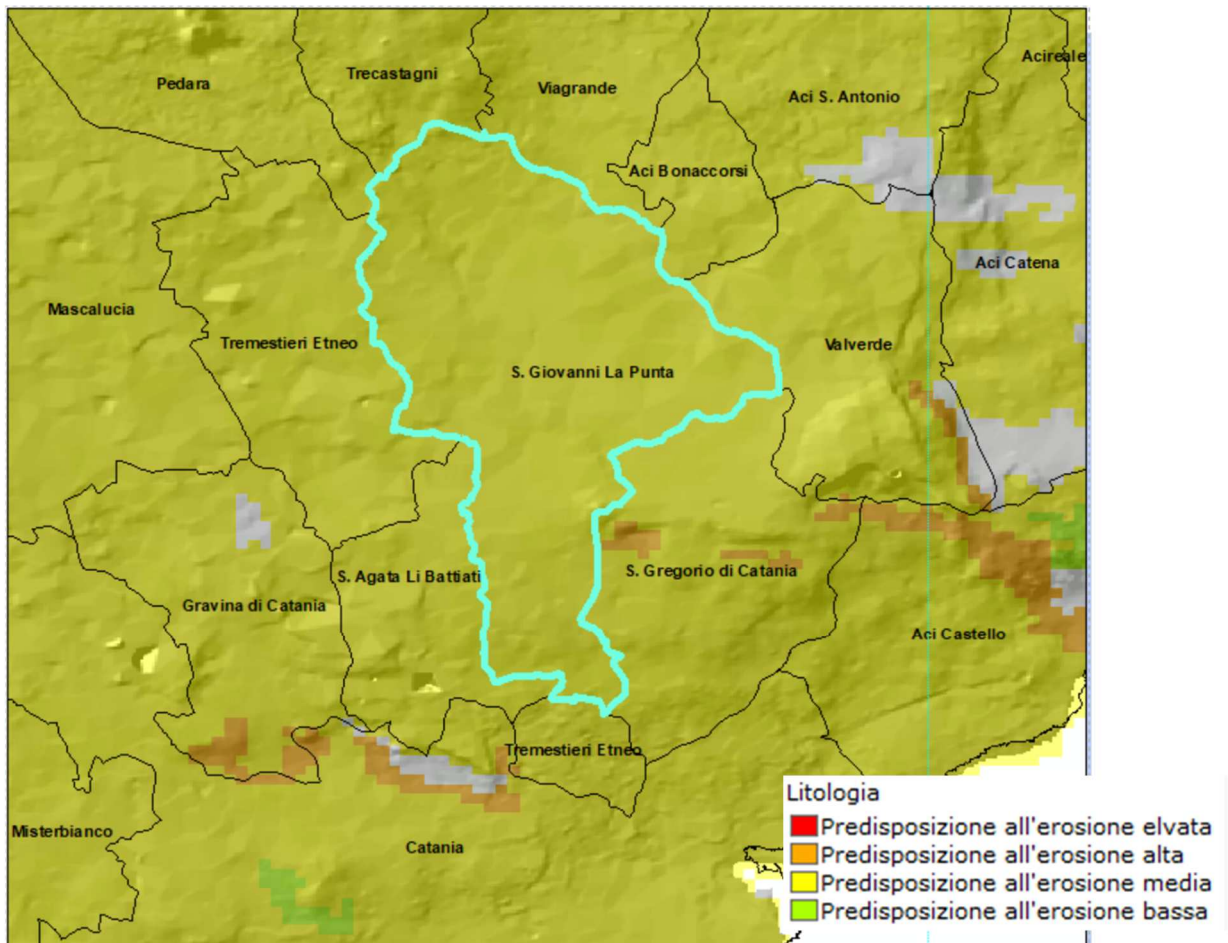 Acireale
Pedara
Trecastagni
Viagrande
Aci S. Antonio
Aci Bonaccorsi
Aci Catena
Mascalucia
Tremestieri Etneo
Valverde
S. Giovanni La Punta
S. Agata Li Battiati
S. Gregorio di Catania
Gravina di Catania
Aci Castello
Tremestieri Etneo
Misterbianco
Catania
Litologia
Predisposizione all'erosione elvata
Predisposizione all'erosione alta
Predisposizione all'erosione media
Predisposizione all'erosione bassa